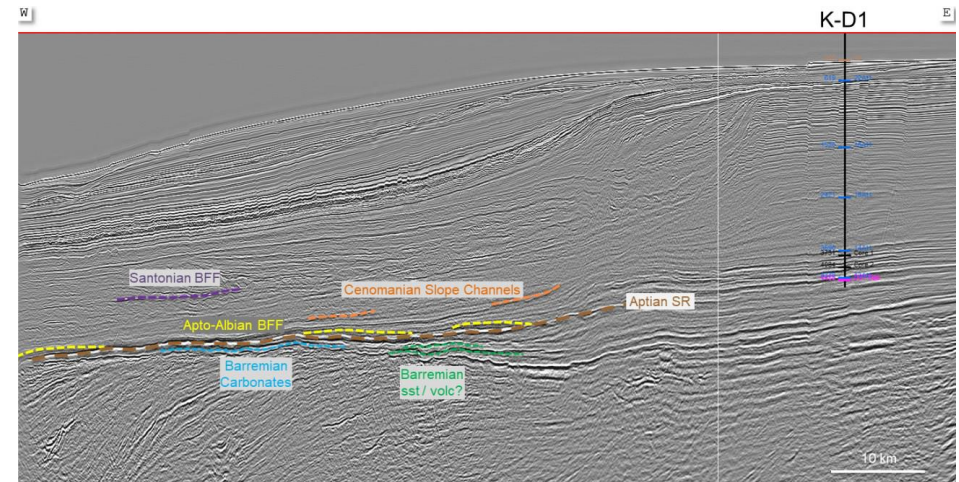 W
K-D1
E
Santonian BFF
Cenomanian Slope Channels
Aptian SR
Apto-Albian BFF
Barremian
Carbonates
Barremian
sst / volc?
10 km